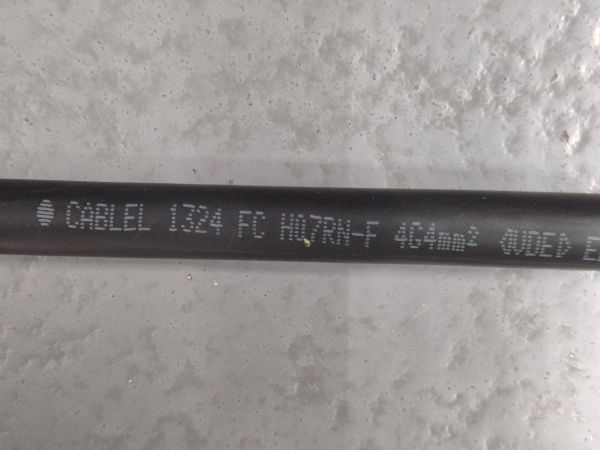 CABLEL 1324 FC H07RN-F 4G4mm² ◁VDE▷